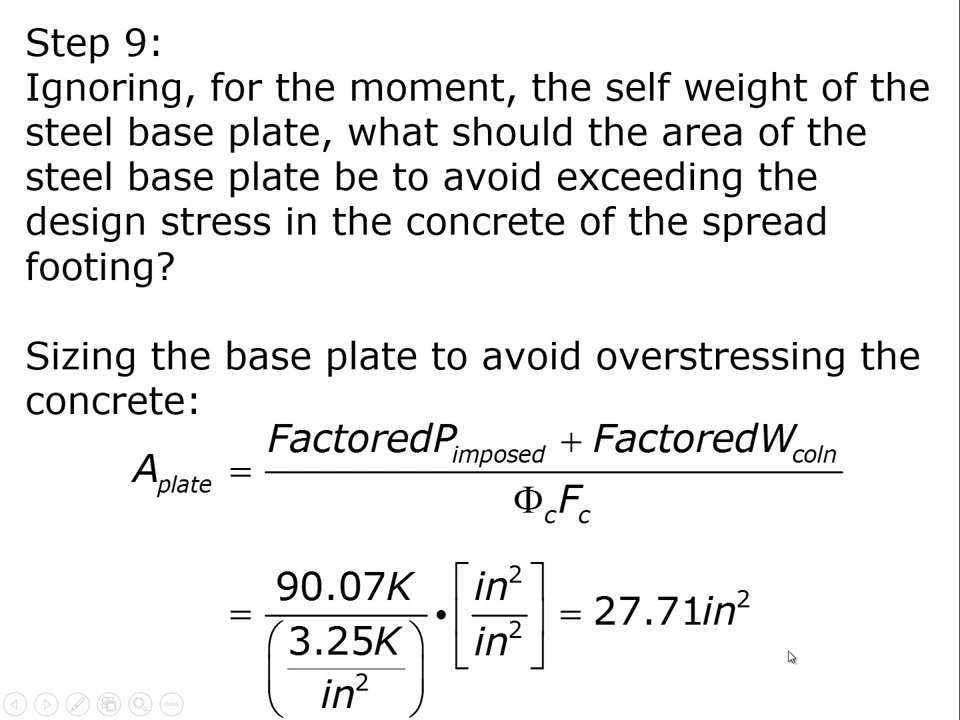 Step 9:
Ignoring, for the moment, the self weight of the
steel base plate, what should the area of the
steel base plate be to avoid exceeding the
design stress in the concrete of the spread
footing?
Sizing the base plate to avoid overstressing the
concrete:
A_plate = (FactoredP_imposed + FactoredW_coln) / (Φ_c F_c)
= 90.07K / (3.25K / in²) • [in² / in²] = 27.71in²